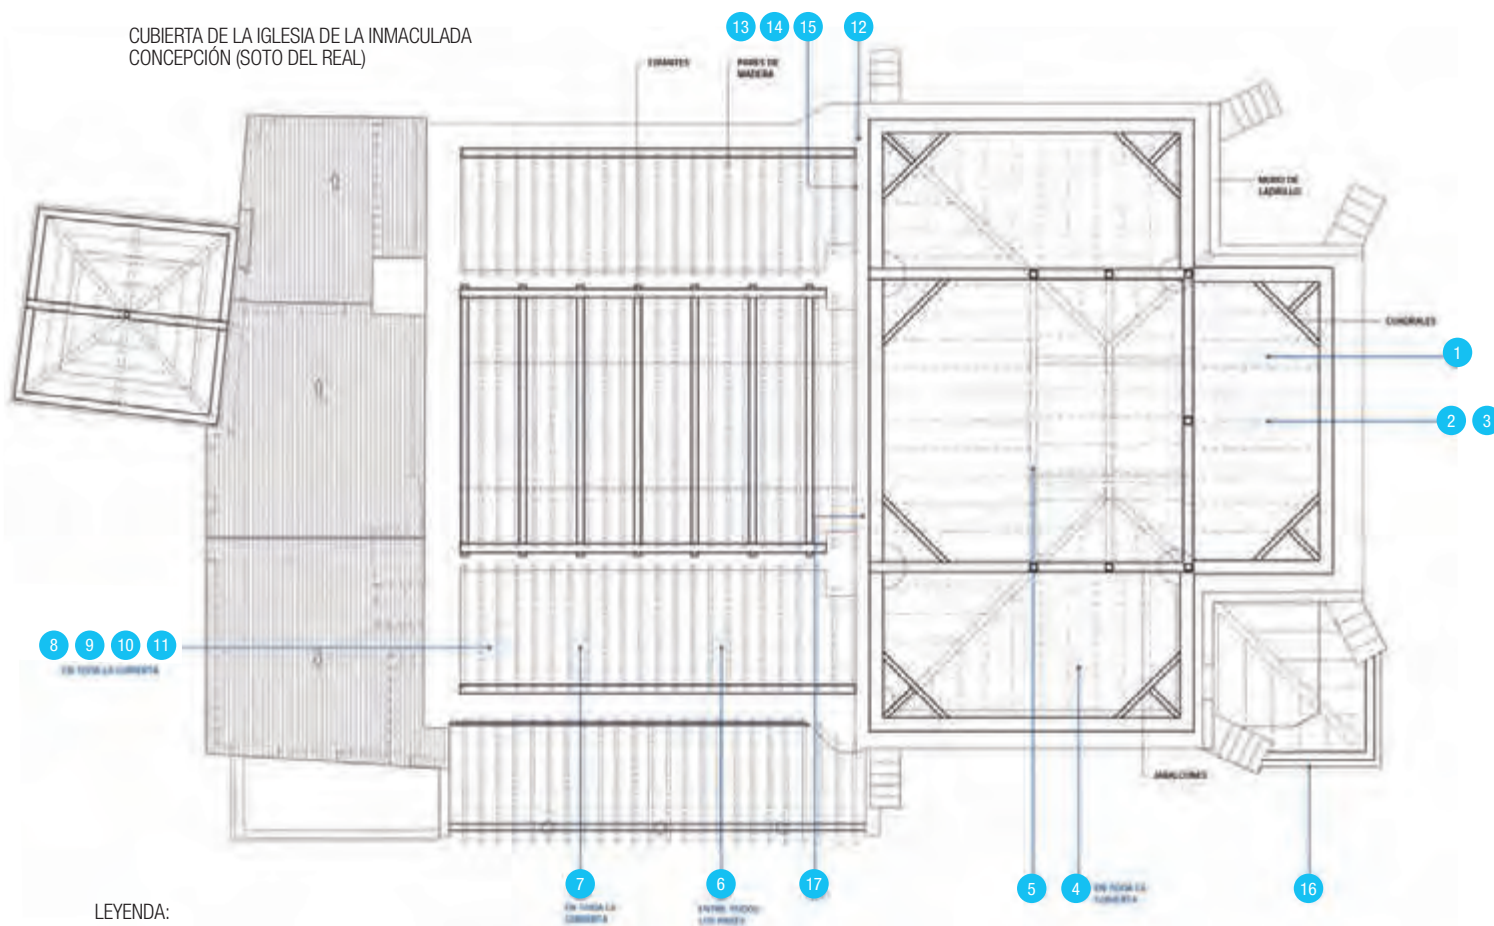 CUBIERTA DE LA IGLESIA DE LA INMACULADA
CONCEPCIÓN (SOTO DEL REAL)
13 14 15 12
TIRANTES
PARES DE
MADERA
MURO DE
LADRILLO
CUADRALES
1
2 3
8 9 10 11
EN TODA LA CUBIERTA
JABALCONES
7
EN TODA LA
CUBIERTA
6
ENTRE TODOS
LOS PARES
17
5
4
EN TODA LA
CUBIERTA
16
LEYENDA: